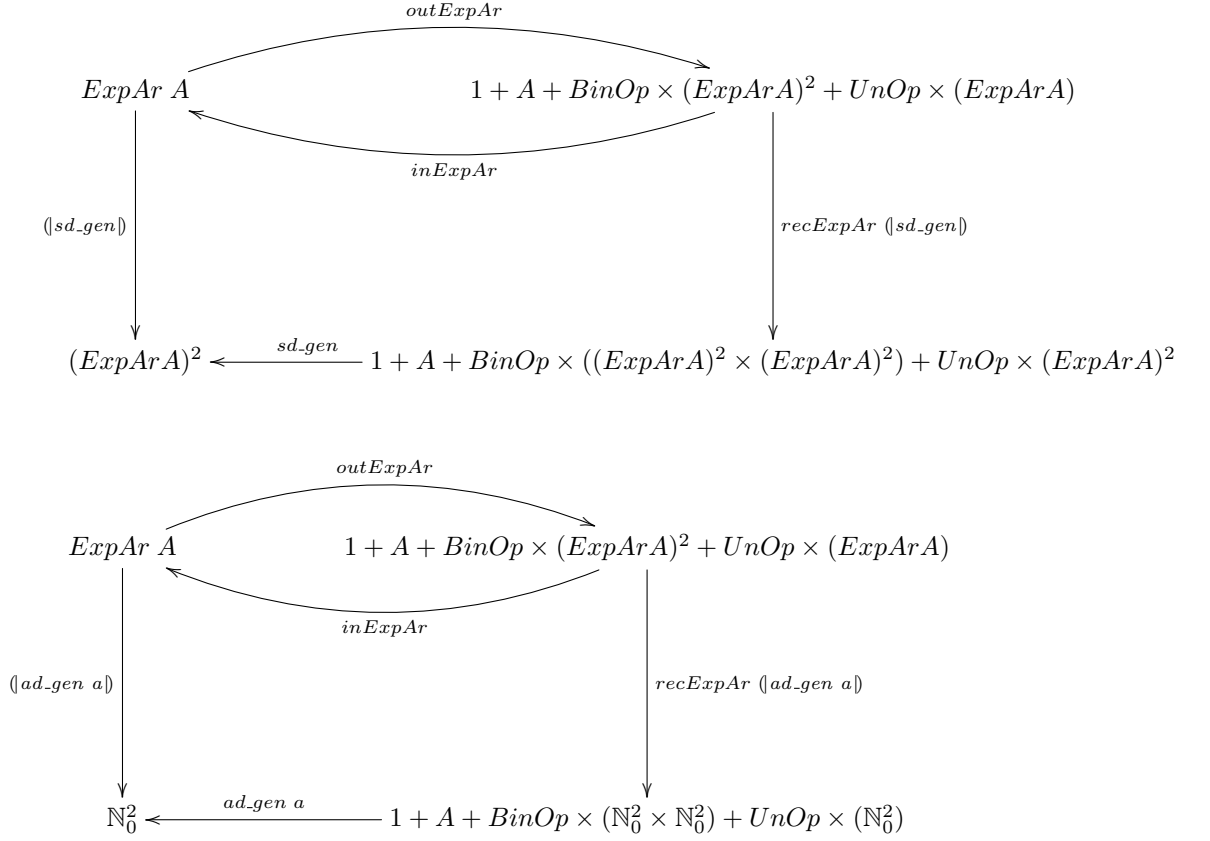 outExpAr
ExpAr A    1 + A + BinOp × (ExpArA)² + UnOp × (ExpArA)
inExpAr
(|sd_gen|)    recExpAr (|sd_gen|)
(ExpArA)²    sd_gen    1 + A + BinOp × ((ExpArA)² × (ExpArA)²) + UnOp × (ExpArA)²
outExpAr
ExpAr A    1 + A + BinOp × (ExpArA)² + UnOp × (ExpArA)
inExpAr
(|ad_gen a|)    recExpAr (|ad_gen a|)
ℕ₀²    ad_gen a    1 + A + BinOp × (ℕ₀² × ℕ₀²) + UnOp × (ℕ₀²)